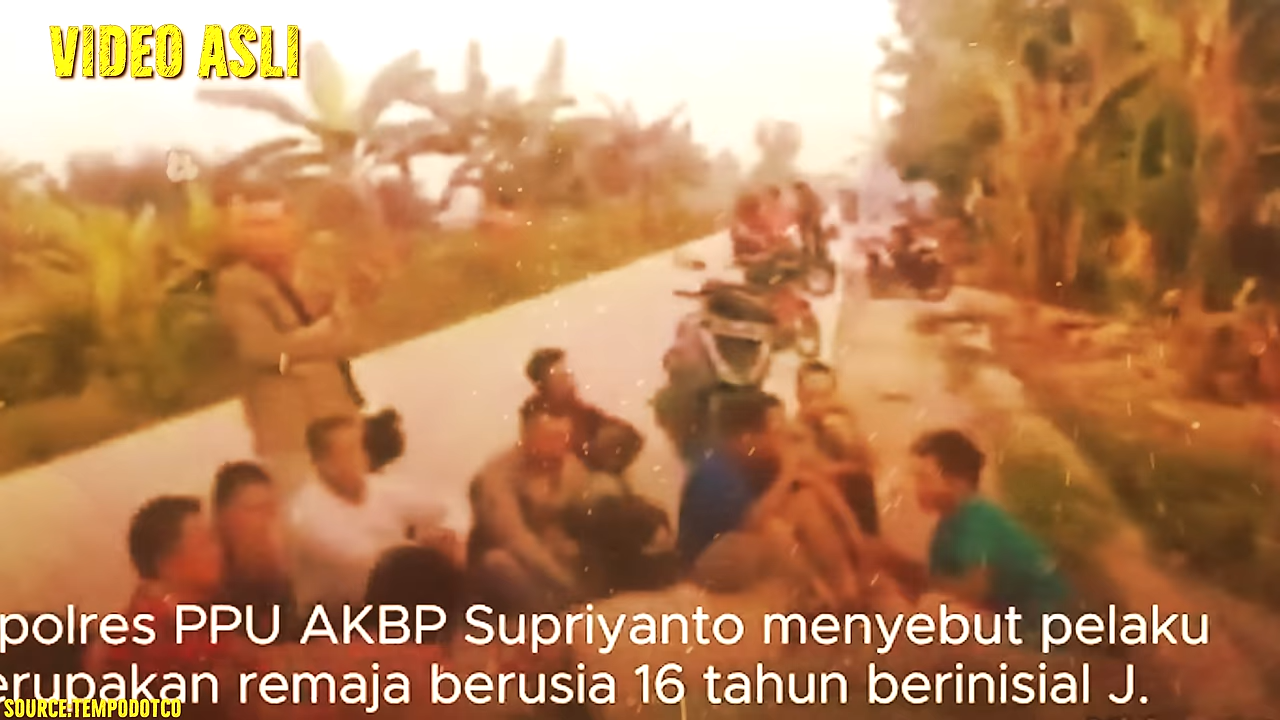 VIDEO ASLI
polres PPU AKBP Supriyanto menyebut pelaku
erupakan remaja berusia 16 tahun berinisial J.
SOURCE:TEMPODOTCO